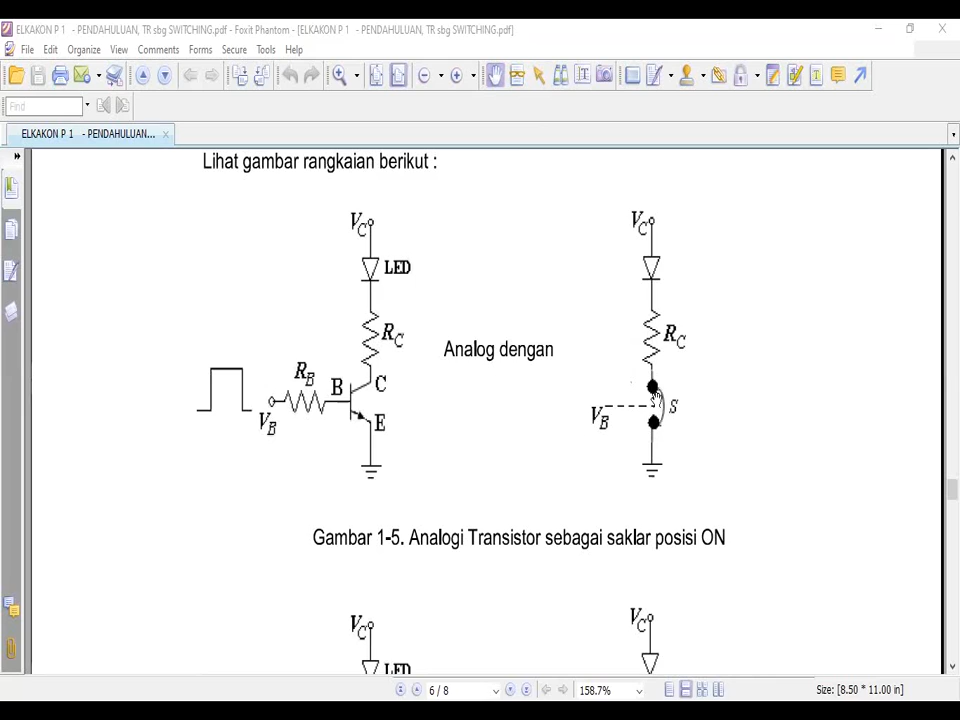 ELKAKON P 1 - PENDAHULUAN, TR sbg SWITCHING.pdf - Foxit Phantom - [ELKAKON P 1 - PENDAHULUAN, TR sbg SWITCHING.pdf]
File Edit Organize View Comments Forms Secure Tools Help
Find
ELKAKON P 1 - PENDAHULUAN...
Lihat gambar rangkaian berikut :
VC VC
LED
RC RC
Analog dengan
RB B C
VB E VB S
Gambar 1-5. Analogi Transistor sebagai saklar posisi ON
VC VC
LED
6 / 8 158.7% Size: [8.50 * 11.00 in]